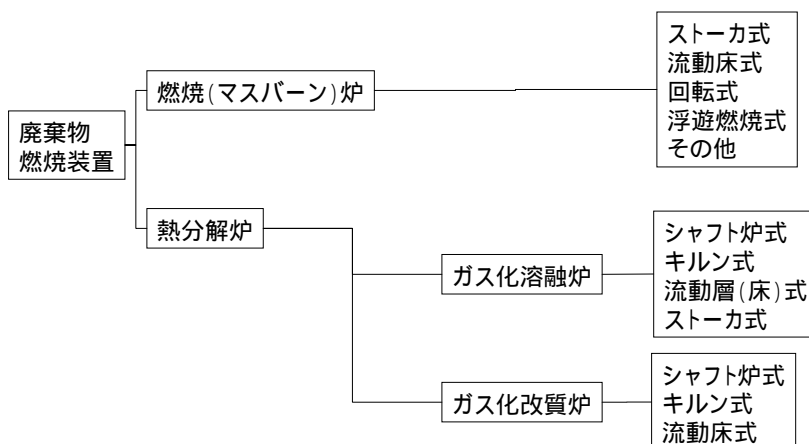 廃棄物
燃焼装置
燃焼(マスバーン)炉
ストーカ式
流動床式
回転式
浮遊燃焼式
その他
熱分解炉
ガス化溶融炉
シャフト炉式
キルン式
流動層(床)式
ストーカ式
ガス化改質炉
シャフト炉式
キルン式
流動床式